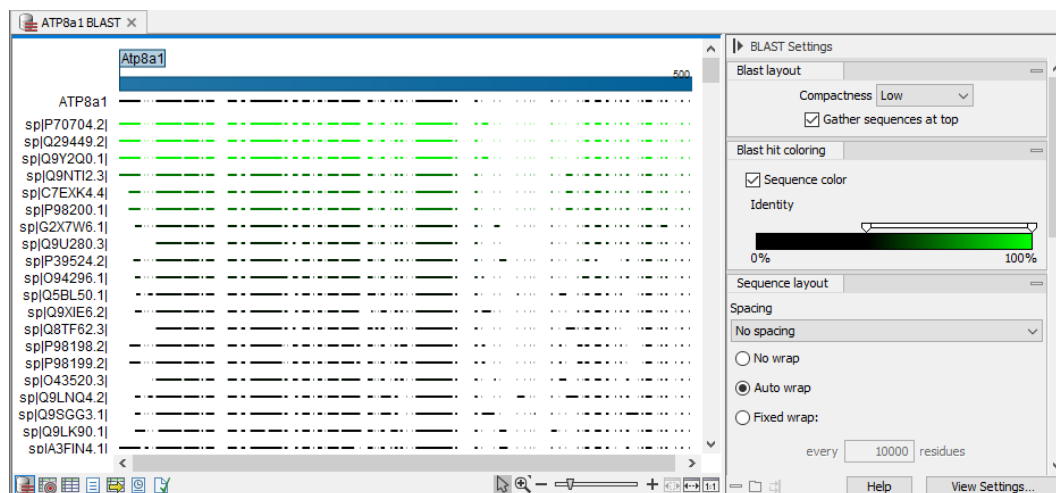 ATP8a1 BLAST
Atp8a1
500
ATP8a1
sp|P70704.2|
sp|Q29449.2|
sp|Q9Y2Q0.1|
sp|Q9NTI2.3|
sp|C7EXK4.4|
sp|P98200.1|
sp|G2X7W6.1|
sp|Q9U280.3|
sp|P39524.2|
sp|O94296.1|
sp|Q5BL50.1|
sp|Q9XIE6.2|
sp|Q8TF62.3|
sp|P98198.2|
sp|P98199.2|
sp|O43520.3|
sp|Q9LNQ4.2|
sp|Q9SGG3.1|
sp|Q9LK90.1|
sp|A3FIN4.1|
BLAST Settings
Blast layout
Compactness Low
Gather sequences at top
Blast hit coloring
Sequence color
Identity
0% 100%
Sequence layout
Spacing
No spacing
No wrap
Auto wrap
Fixed wrap:
every 10000 residues
1:1
Help View Settings...